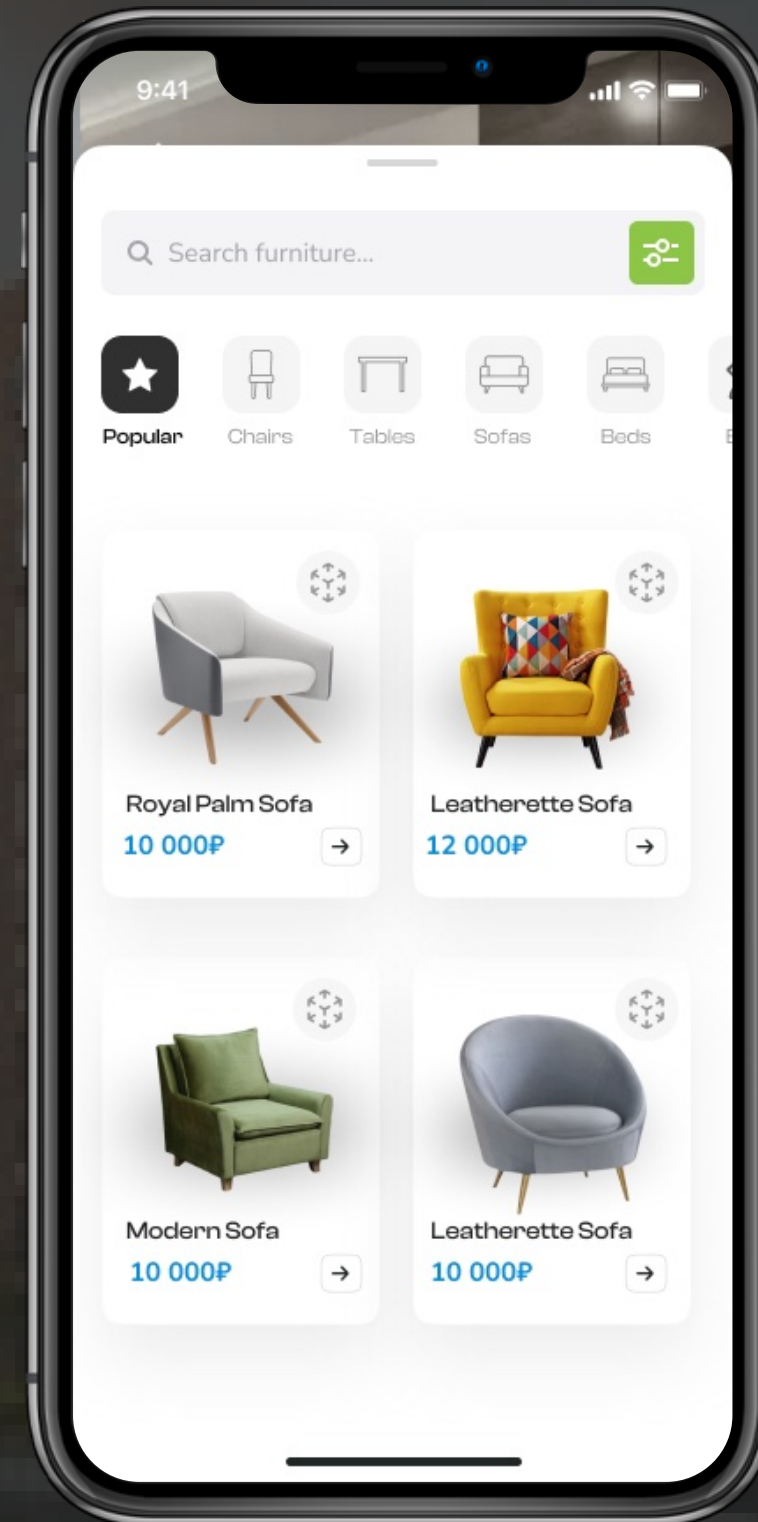 9:41
Search furniture...
Popular Chairs Tables Sofas Beds
Royal Palm Sofa Leatherette Sofa
10 000₽ 12 000₽
Modern Sofa Leatherette Sofa
10 000₽ 10 000₽